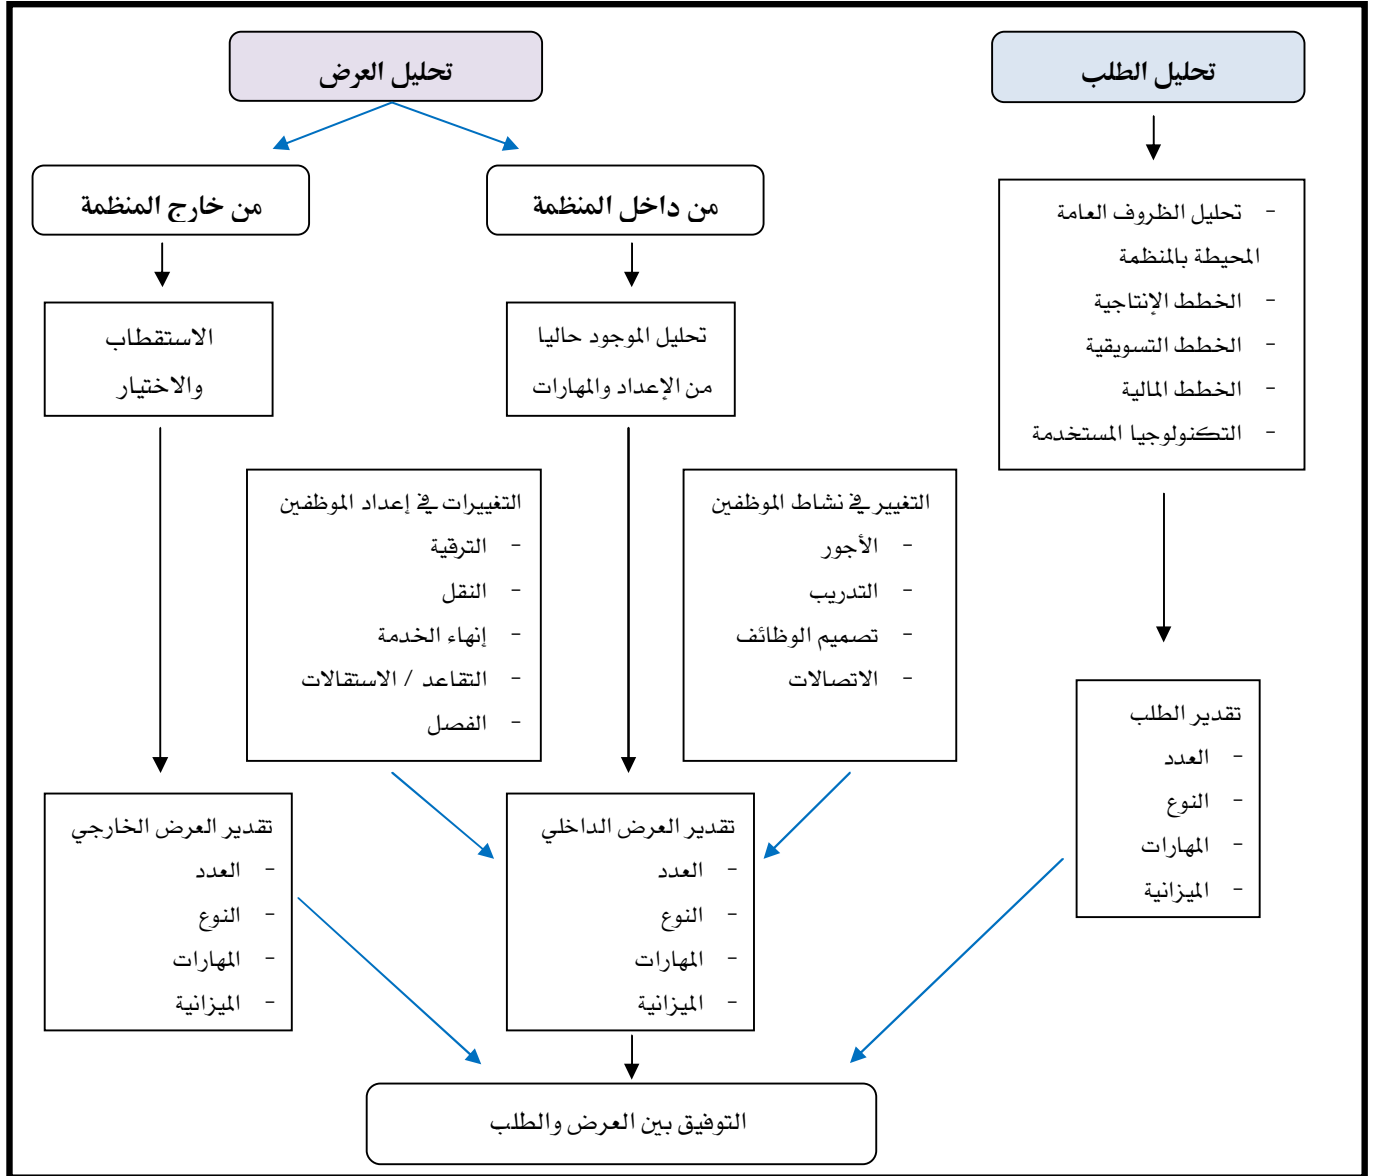 تحليل الطلب
تحليل العرض
من داخل المنظمة
من خارج المنظمة
- تحليل الظروف العامة
المحيطة بالمنظمة
- الخطط الإنتاجية
- الخطط التسويقية
- الخطط المالية
- التكنولوجيا المستخدمة
تحليل الموجود حاليا
من الإعداد والمهارات
الاستقطاب
والاختيار
التغيير في نشاط الموظفين
- الأجور
- التدريب
- تصميم الوظائف
- الاتصالات
التغييرات في إعداد الموظفين
- الترقية
- النقل
- إنهاء الخدمة
- التقاعد / الاستقالات
- الفصل
تقدير الطلب
- العدد
- النوع
- المهارات
- الميزانية
تقدير العرض الداخلي
- العدد
- النوع
- المهارات
- الميزانية
تقدير العرض الخارجي
- العدد
- النوع
- المهارات
- الميزانية
التوفيق بين العرض والطلب